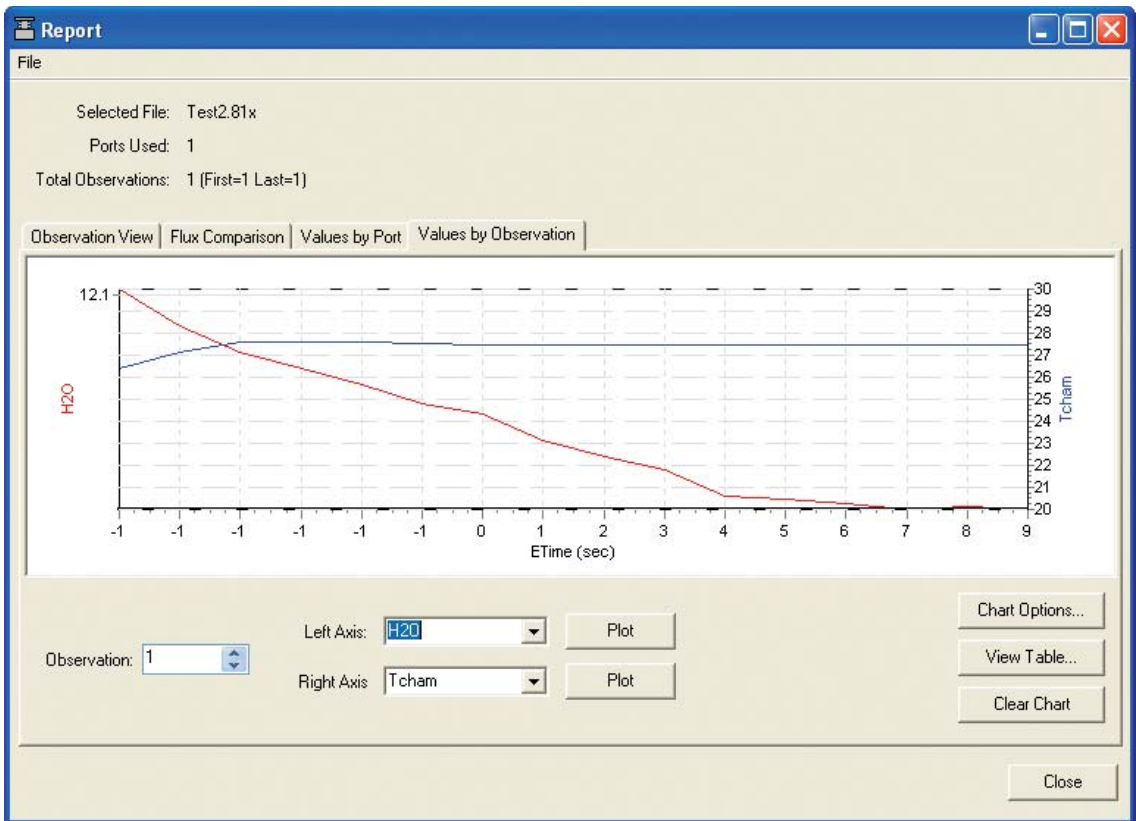 Report
File
Selected File: Test2.81x
Ports Used: 1
Total Observations: 1 (First=1 Last=1)
Observation View Flux Comparison Values by Port Values by Observation
12.1
H2O
30
29
28
27
26
25
24
23
22
21
20
Tcham
-1 -1 -1 -1 -1 -1 0 1 2 3 4 5 6 7 8 9
ETime (sec)
Observation: 1
Left Axis: H2O Plot
Right Axis Tcham Plot
Chart Options...
View Table...
Clear Chart
Close